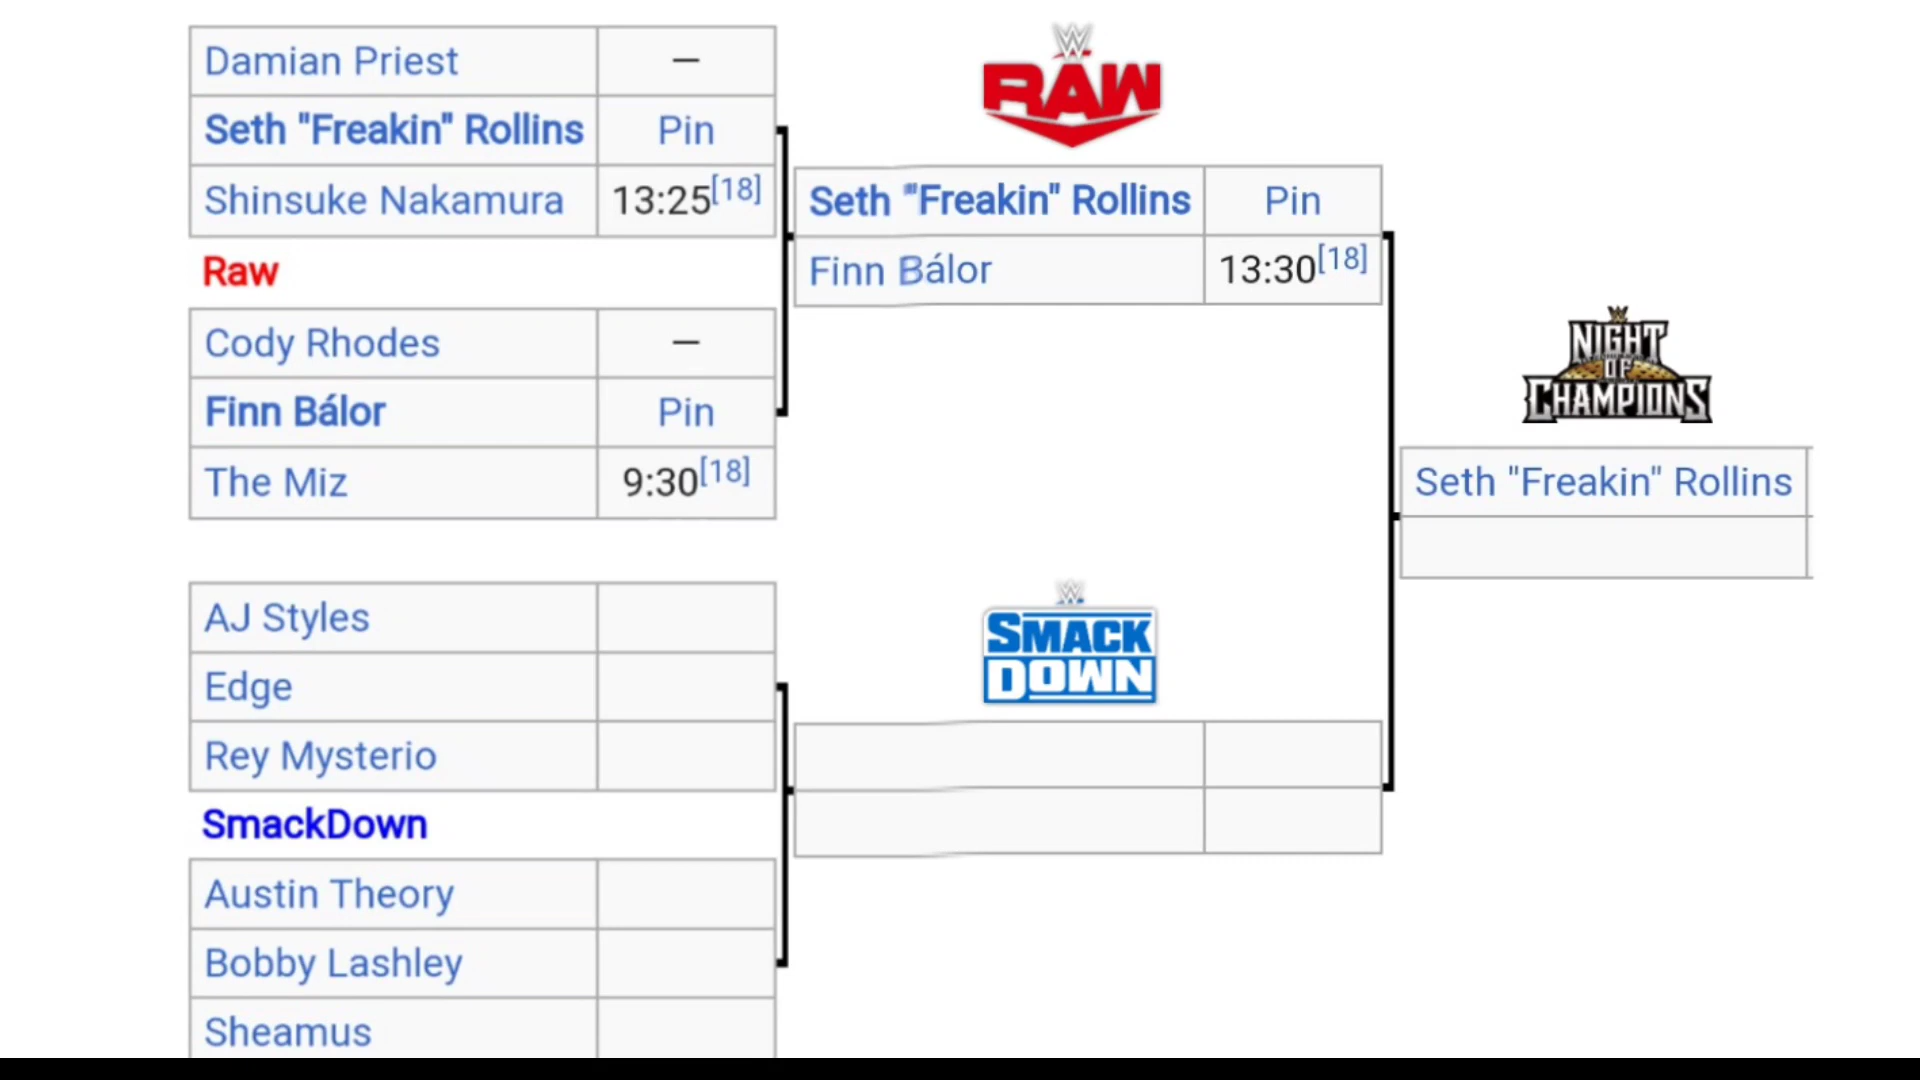 Damian Priest —
Seth "Freakin" Rollins Pin
Shinsuke Nakamura 13:25[18]
Raw
Cody Rhodes —
Finn Bálor Pin
The Miz 9:30[18]
W
RAW
Seth "Freakin" Rollins Pin
Finn Bálor 13:30[18]
AJ Styles
Edge
Rey Mysterio
SmackDown
Austin Theory
Bobby Lashley
Sheamus
W
SMACK
DOWN
W
NIGHT
OF
CHAMPIONS
Seth "Freakin" Rollins